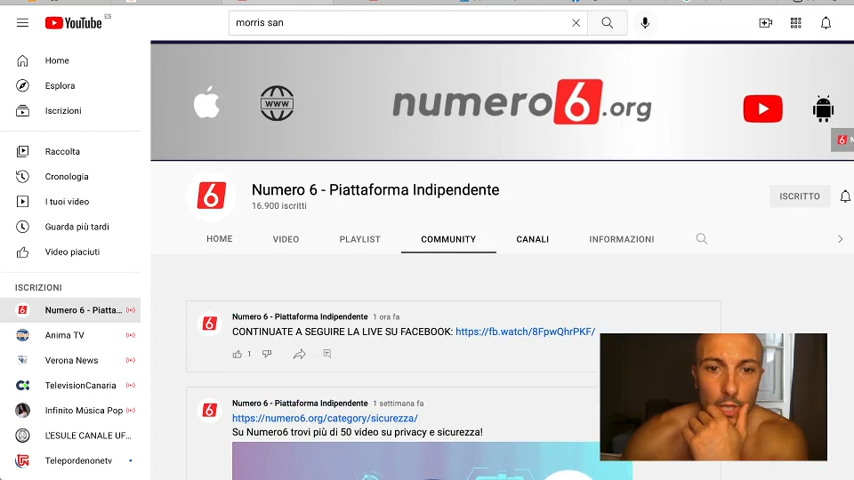 YouTube ES
morris san
Home
Esplora
Iscrizioni
Raccolta
Cronologia
I tuoi video
Guarda più tardi
Video piaciuti
ISCRIZIONI
Numero 6 - Piatta...
Anima TV
Verona News
TelevisionCanaria
Infinito Música Pop
L'ESULE CANALE UF...
Telepordenonetv
WWW
numero6.org
6
Numero 6 - Piattaforma Indipendente
16.900 iscritti
ISCRITTO
HOME
VIDEO
PLAYLIST
COMMUNITY
CANALI
INFORMAZIONI
Numero 6 - Piattaforma Indipendente 1 ora fa
CONTINUATE A SEGUIRE LA LIVE SU FACEBOOK: https://fb.watch/8FpwQhrPKF/
1
Numero 6 - Piattaforma Indipendente 1 settimana fa
https://numero6.org/category/sicurezza/
Su Numero6 trovi più di 50 video su privacy e sicurezza!